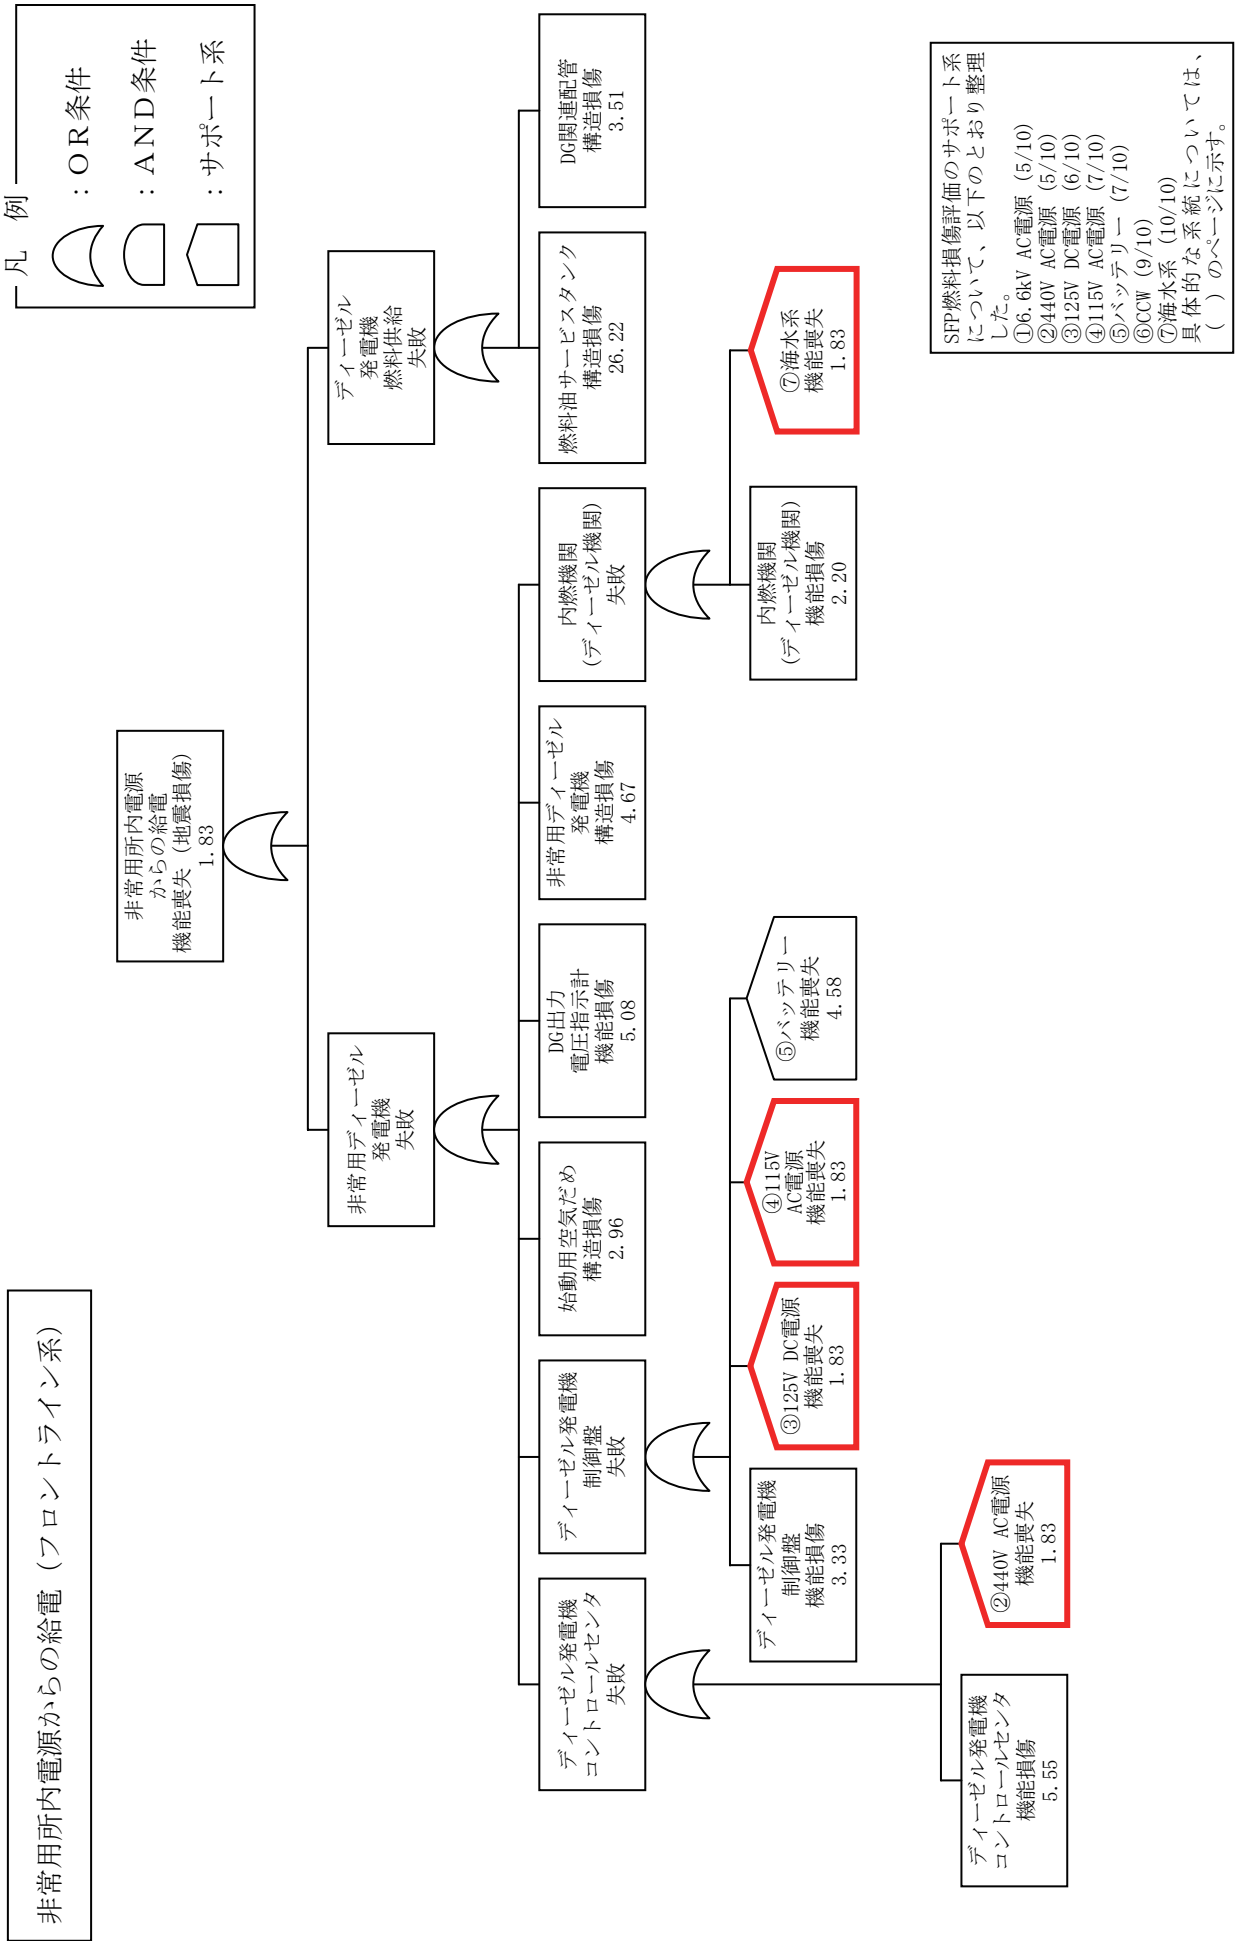 非常用所内電源からの給電（フロントライン系）
凡　例
：OR条件
：AND条件
：サポート系
非常用所内電源
からの給電
機能喪失（地震損傷）
1.83
非常用ディーゼル
発電機
失敗
ディーゼル
発電機
燃料供給
失敗
ディーゼル発電機
コントロールセンタ
失敗
ディーゼル発電機
制御盤
失敗
始動用空気だめ
構造損傷
2.96
DG出力
電圧指示計
機能損傷
5.08
非常用ディーゼル
発電機
構造損傷
4.67
内燃機関
(ディーゼル機関)
失敗
燃料油サービスタンク
構造損傷
26.22
DG関連配管
構造損傷
3.51
ディーゼル発電機
制御盤
機能損傷
3.33
③125V DC電源
機能喪失
1.83
④115V
AC電源
機能喪失
1.83
⑤バッテリー
機能喪失
4.58
内燃機関
(ディーゼル機関)
機能損傷
2.20
⑦海水系
機能喪失
1.83
ディーゼル発電機
コントロールセンタ
機能損傷
5.55
②440V AC電源
機能喪失
1.83
SFP燃料損傷評価のサポート系
について、以下のとおり整理
した。
①6.6kV AC電源（5/10）
②440V AC電源（5/10）
③125V DC電源（6/10）
④115V AC電源（7/10）
⑤バッテリー（7/10）
⑥CCW（9/10）
⑦海水系（10/10）
具体的な系統については、
（　）のページに示す。